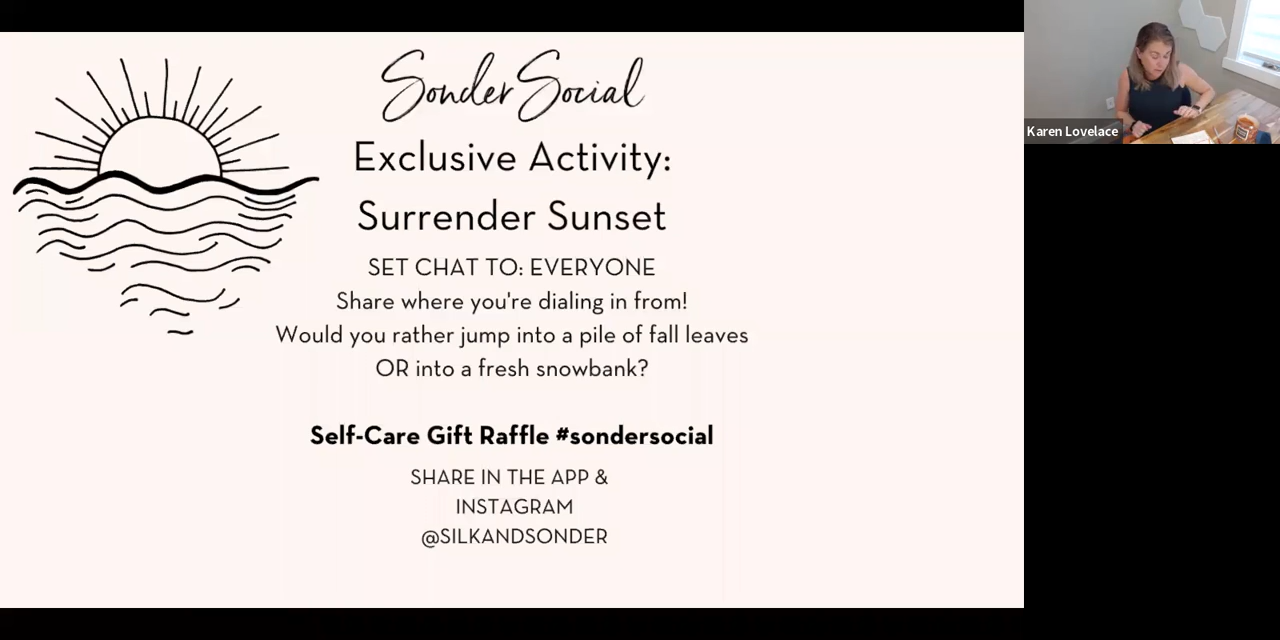 Sonder Social
Exclusive Activity:
Surrender Sunset
SET CHAT TO: EVERYONE
Share where you're dialing in from!
Would you rather jump into a pile of fall leaves
OR into a fresh snowbank?
Self-Care Gift Raffle #sondersocial
SHARE IN THE APP &
INSTAGRAM
@SILKANDSONDER
Karen Lovelace